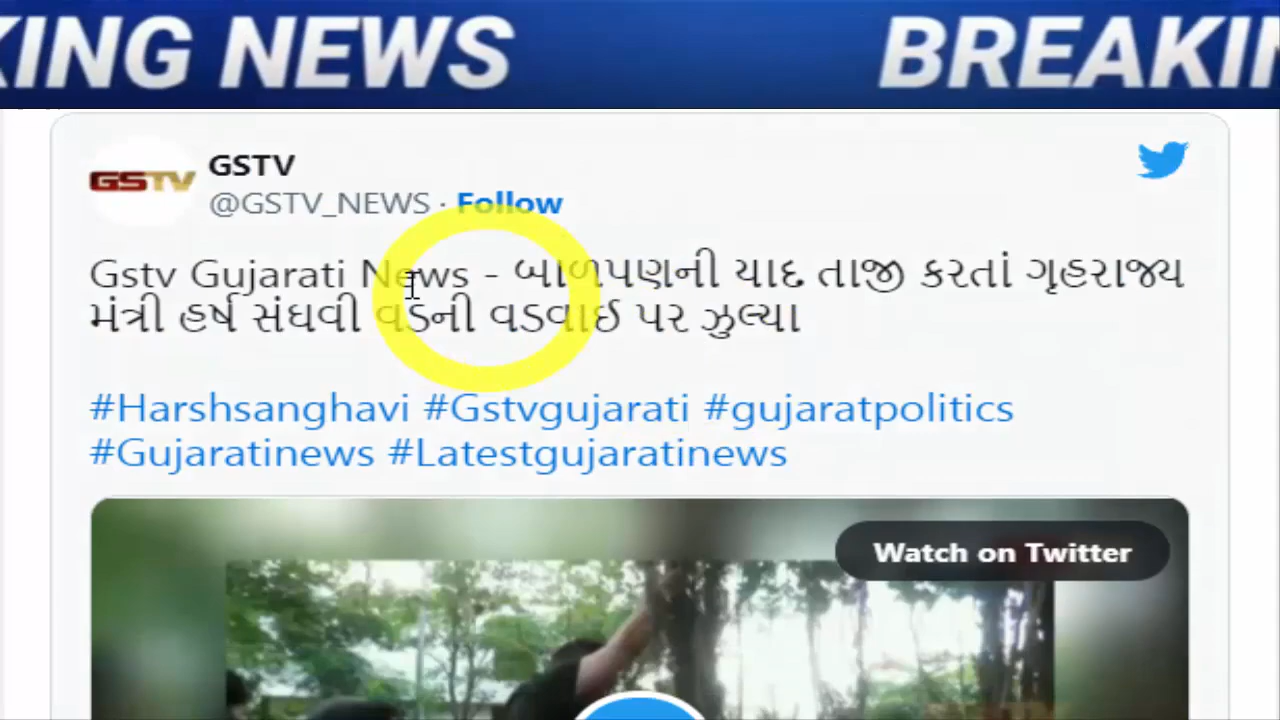 KING NEWS BREAKIN
GSTV GSTV
@GSTV_NEWS · Follow
Gstv Gujarati News - બાળપણની યાદ તાજી કરતાં ગૃહરાજ્ય
મંત્રી હર્ષ સંઘવી વડની વડવાઈ પર ઝુલ્યા
#Harshsanghavi #Gstvgujarati #gujaratpolitics
#Gujaratinews #Latestgujaratinews
Watch on Twitter